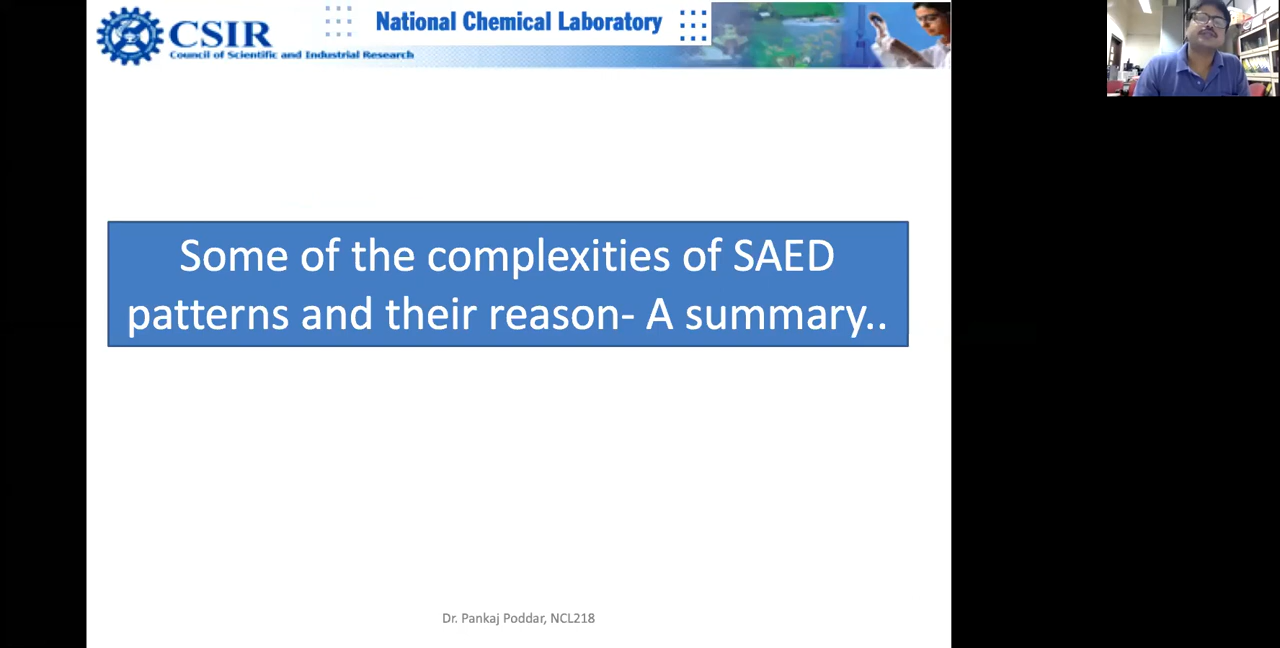 CSIR
Council of Scientific and Industrial Research
National Chemical Laboratory
Some of the complexities of SAED
patterns and their reason- A summary..
Dr. Pankaj Poddar, NCL218